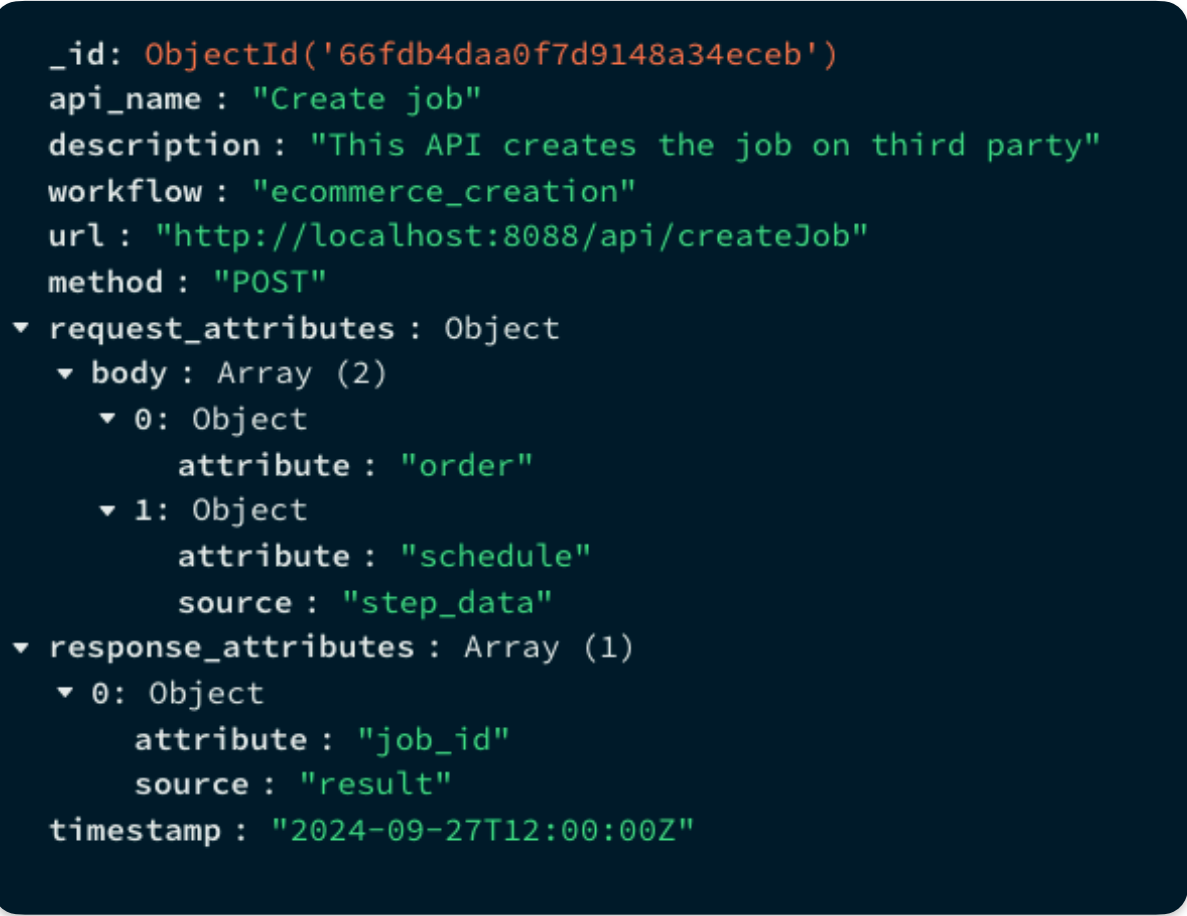 _id: ObjectId('66fdb4daa0f7d9148a34eceb')
api_name : "Create job"
description : "This API creates the job on third party"
workflow : "ecommerce_creation"
url : "http://localhost:8088/api/createJob"
method : "POST"
request_attributes : Object
body : Array (2)
0: Object
attribute : "order"
1: Object
attribute : "schedule"
source : "step_data"
response_attributes : Array (1)
0: Object
attribute : "job_id"
source : "result"
timestamp : "2024-09-27T12:00:00Z"